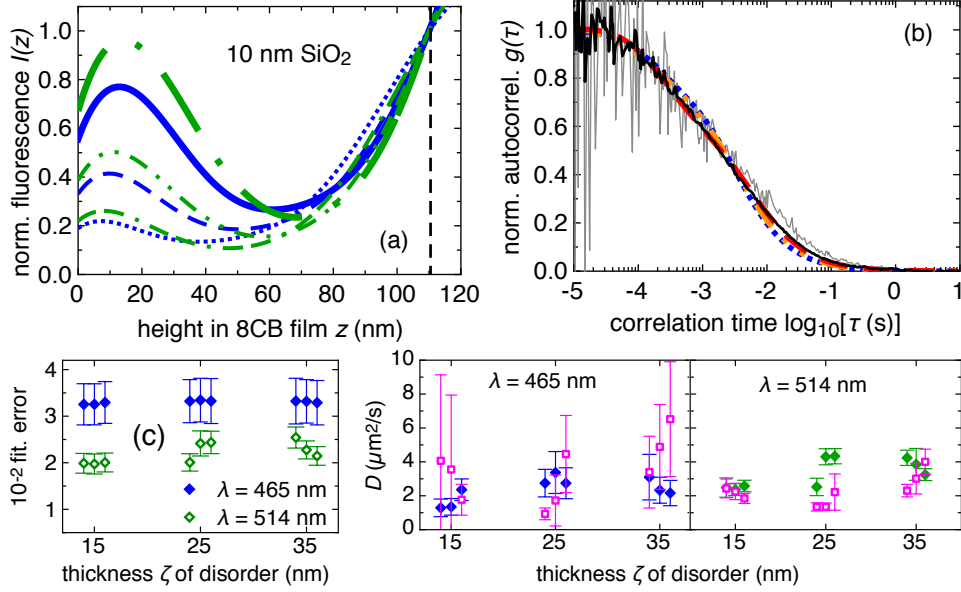 norm. fluorescence I(z)
1.0
0.8
0.6
0.4
0.2
0.0
10 nm SiO₂
(a)
0 20 40 60 80 100 120
height in 8CB film z (nm)
norm. autocorrel. g(τ)
1.0
0.8
0.6
0.4
0.2
0.0
(b)
-5 -4 -3 -2 -1 0 1
correlation time log₁₀[τ (s)]
10⁻² fit. error
4
3
2
1
(c)
λ = 465 nm
λ = 514 nm
15 25 35
thickness ζ of disorder (nm)
D (μm²/s)
10
8
6
4
2
0
λ = 465 nm
15 25 35
thickness ζ of disorder (nm)
λ = 514 nm
15 25 35
thickness ζ of disorder (nm)